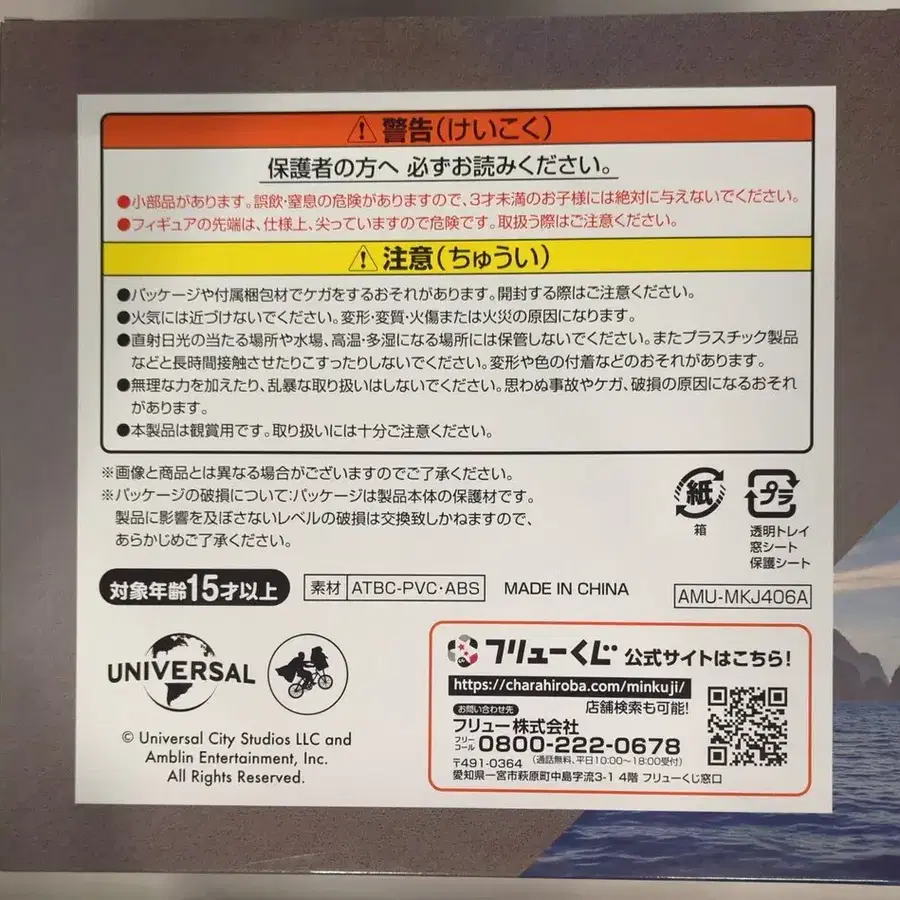 ⚠警告(けいこく)
保護者の方へ 必ずお読みください。
●小部品があります。誤飲・窒息の危険がありますので、3才未満のお子様には絶対に与えないでください。
●フィギュアの先端は、仕様上、尖っていますので危険です。取扱う際はご注意ください。
⚠注意(ちゅうい)
●パッケージや付属梱包材でケガをするおそれがあります。開封する際はご注意ください。
●火気には近づけないでください。変形・変質・火傷または火災の原因になります。
●直射日光の当たる場所や水場、高温・多湿になる場所には保管しないでください。またプラスチック製品
などと長時間接触させたりこすったりしないでください。変形や色の付着などのおそれがあります。
●無理な力を加えたり、乱暴な取り扱いはしないでください。思わぬ事故やケガ、破損の原因になるおそれ
があります。
●本製品は観賞用です。取り扱いには十分ご注意ください。
※画像と商品とは異なる場合がございますのでご了承ください。
※パッケージの破損について:パッケージは製品本体の保護材です。
製品に影響を及ぼさないレベルの破損は交換致しかねますので、
あらかじめご了承ください。
紙
箱
プラ
透明トレイ
窓シート
保護シート
対象年齢15才以上
素材 ATBC-PVC・ABS
MADE IN CHINA
AMU-MKJ406A
UNIVERSAL
© Universal City Studios LLC and
Amblin Entertainment, Inc.
All Rights Reserved.
フリューくじ 公式サイトはこちら!
https://charahiroba.com/minkuji/
店舗検索も可能!
お問い合わせ先
フリュー株式会社
フリーコール 0800-222-0678
〒491-0364 (通話無料、平日10:00〜18:00受付)
愛知県一宮市萩原町中島字流3-1 4階 フリューくじ窓口